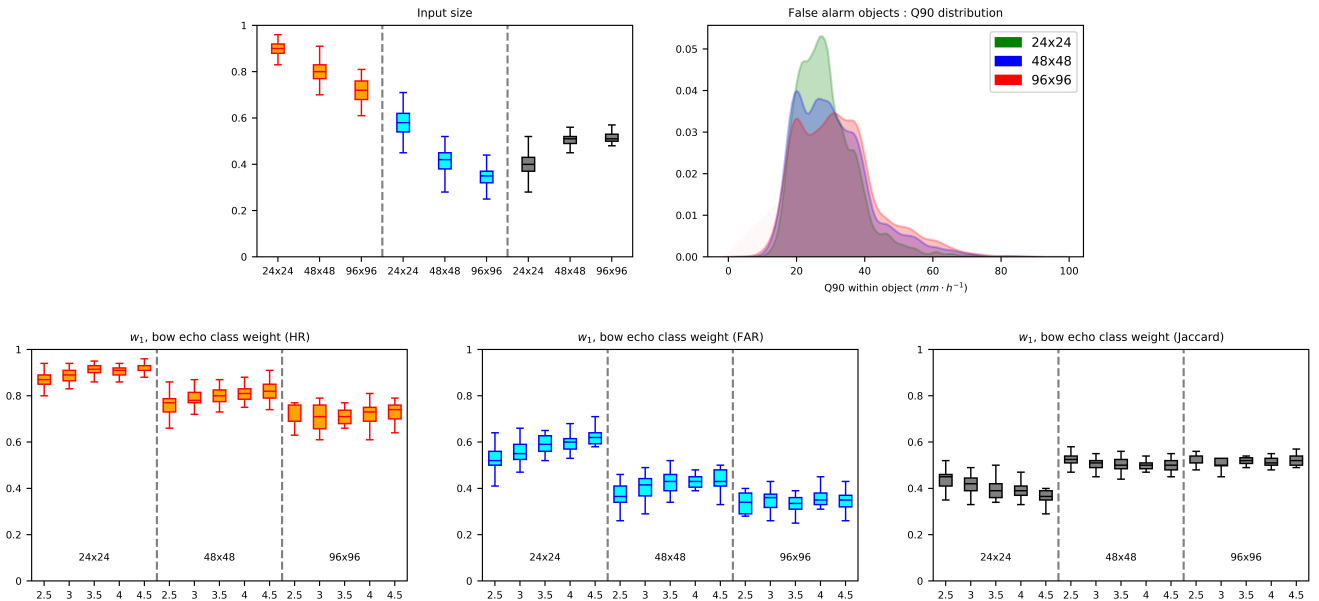 Input size
1
0.8
0.6
0.4
0.2
0
24x24 48x48 96x96 24x24 48x48 96x96 24x24 48x48 96x96
False alarm objects : Q90 distribution
0.05
0.04
0.03
0.02
0.01
0.00
24x24
48x48
96x96
0 20 40 60 80 100
Q90 within object (mm · h⁻¹)
w₁, bow echo class weight (HR)
1
0.8
0.6
0.4
0.2
0
24x24 48x48 96x96
2.5 3 3.5 4 4.5 2.5 3 3.5 4 4.5 2.5 3 3.5 4 4.5
w₁, bow echo class weight (FAR)
1
0.8
0.6
0.4
0.2
0
24x24 48x48 96x96
2.5 3 3.5 4 4.5 2.5 3 3.5 4 4.5 2.5 3 3.5 4 4.5
w₁, bow echo class weight (Jaccard)
1
0.8
0.6
0.4
0.2
0
24x24 48x48 96x96
2.5 3 3.5 4 4.5 2.5 3 3.5 4 4.5 2.5 3 3.5 4 4.5